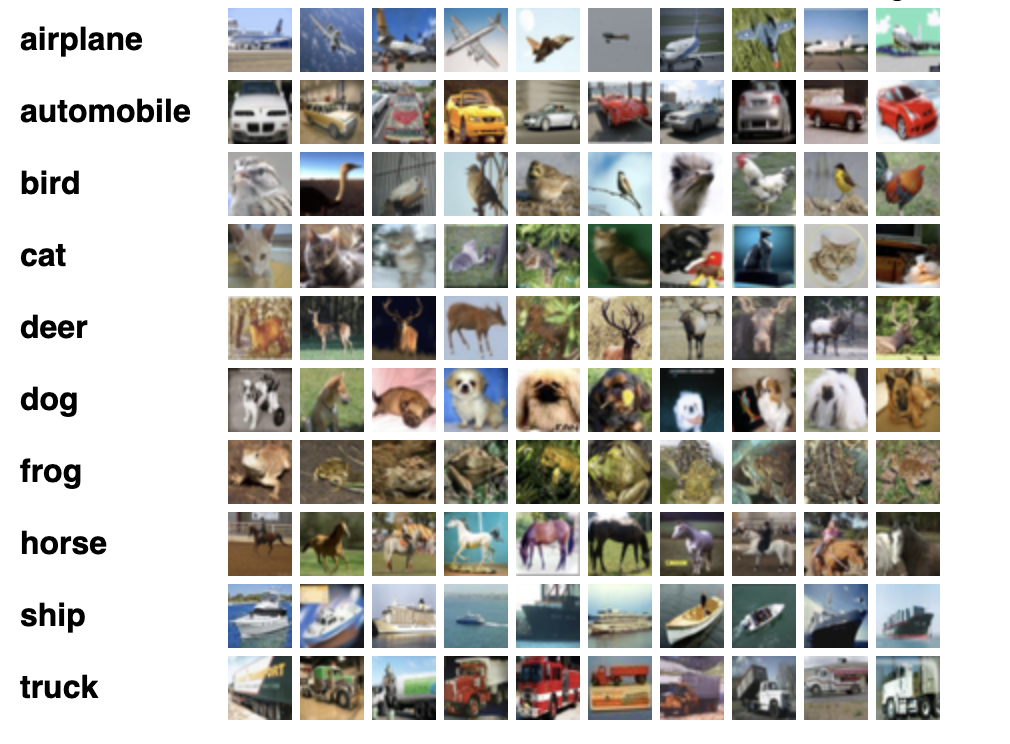 airplane
automobile
bird
cat
deer
dog
frog
horse
ship
truck